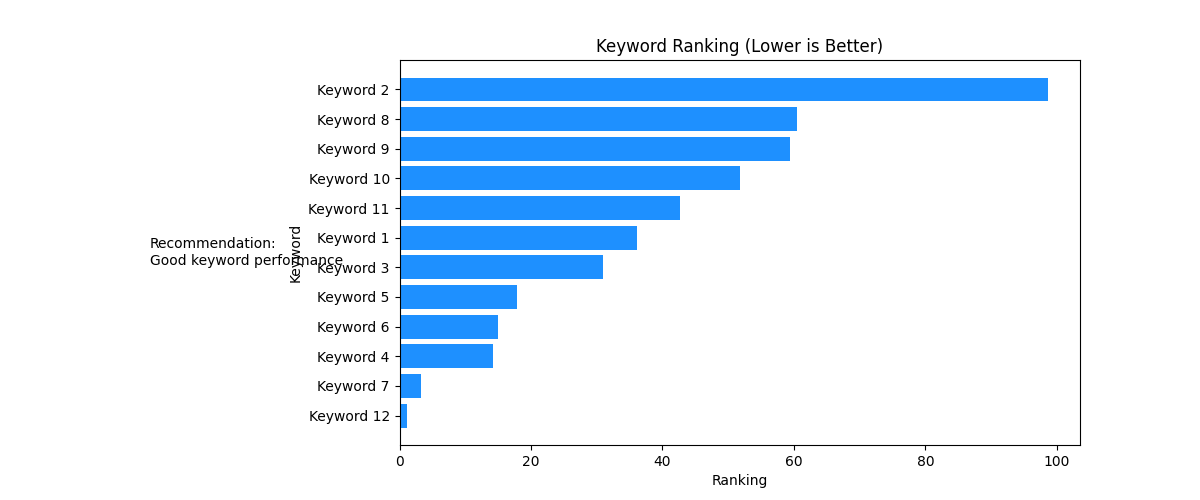 Keyword Ranking (Lower is Better)
Keyword 2
Keyword 8
Keyword 9
Keyword 10
Keyword 11
Keyword 1
Keyword 3
Keyword 5
Keyword 6
Keyword 4
Keyword 7
Keyword 12
Keyword
Recommendation:
Good keyword performance
0 20 40 60 80 100
Ranking